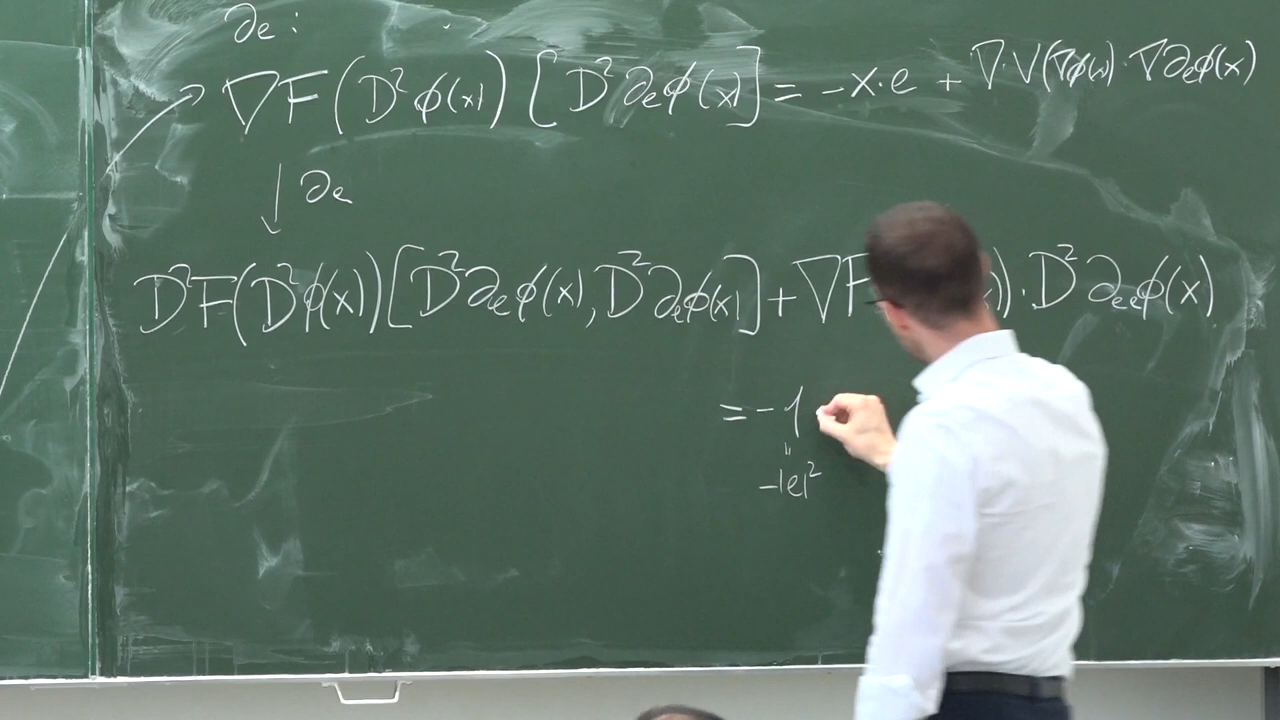 ∂e:
∇F(D²ϕ(x))[D²∂eϕ(x)] = -x·e + ∇V(∇ϕ(x))·∇∂eϕ(x)
↓ ∂e
D²F(D²ϕ(x))[D²∂eϕ(x), D²∂eϕ(x)] + ∇F x)·D²∂eeϕ(x)
= -1
"
-|e|²